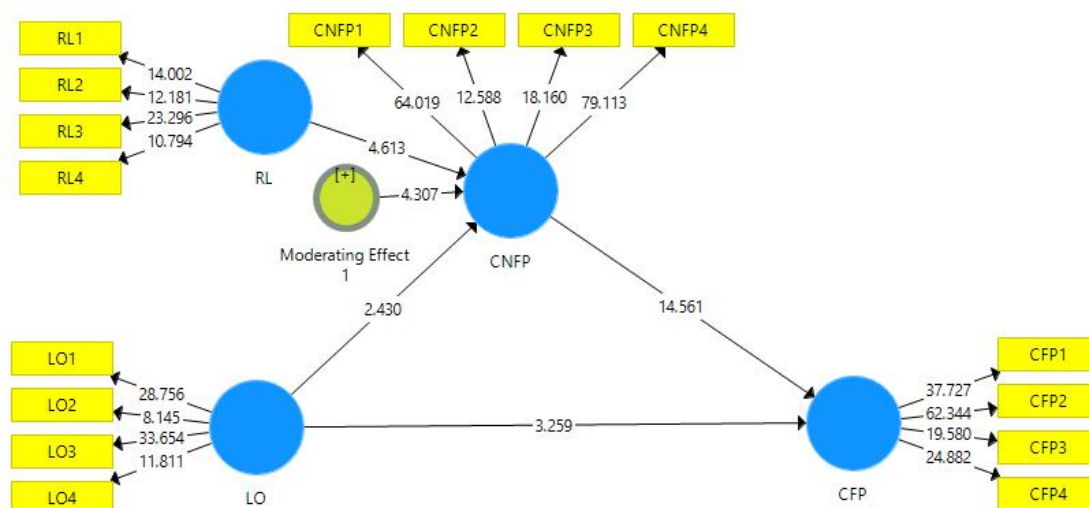 RL1
RL2
RL3
RL4
14.002
12.181
23.296
10.794
RL
CNFP1
CNFP2
CNFP3
CNFP4
64.019
12.588
18.160
79.113
4.613
[+]
4.307
Moderating Effect
1
CNFP
2.430
14.561
LO1
LO2
LO3
LO4
28.756
8.145
33.654
11.811
LO
3.259
CFP
37.727
62.344
19.580
24.882
CFP1
CFP2
CFP3
CFP4